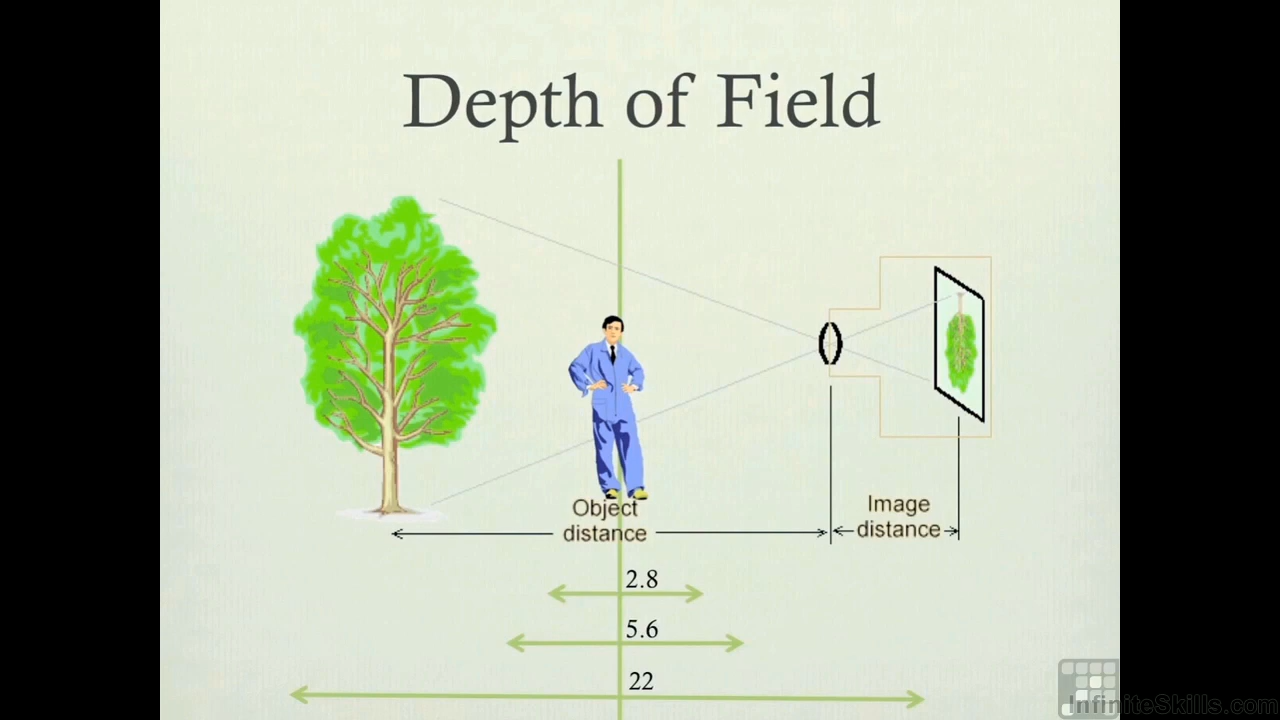 Depth of Field
Object
distance
Image
distance
2.8
5.6
22
InfiniteSkills.com